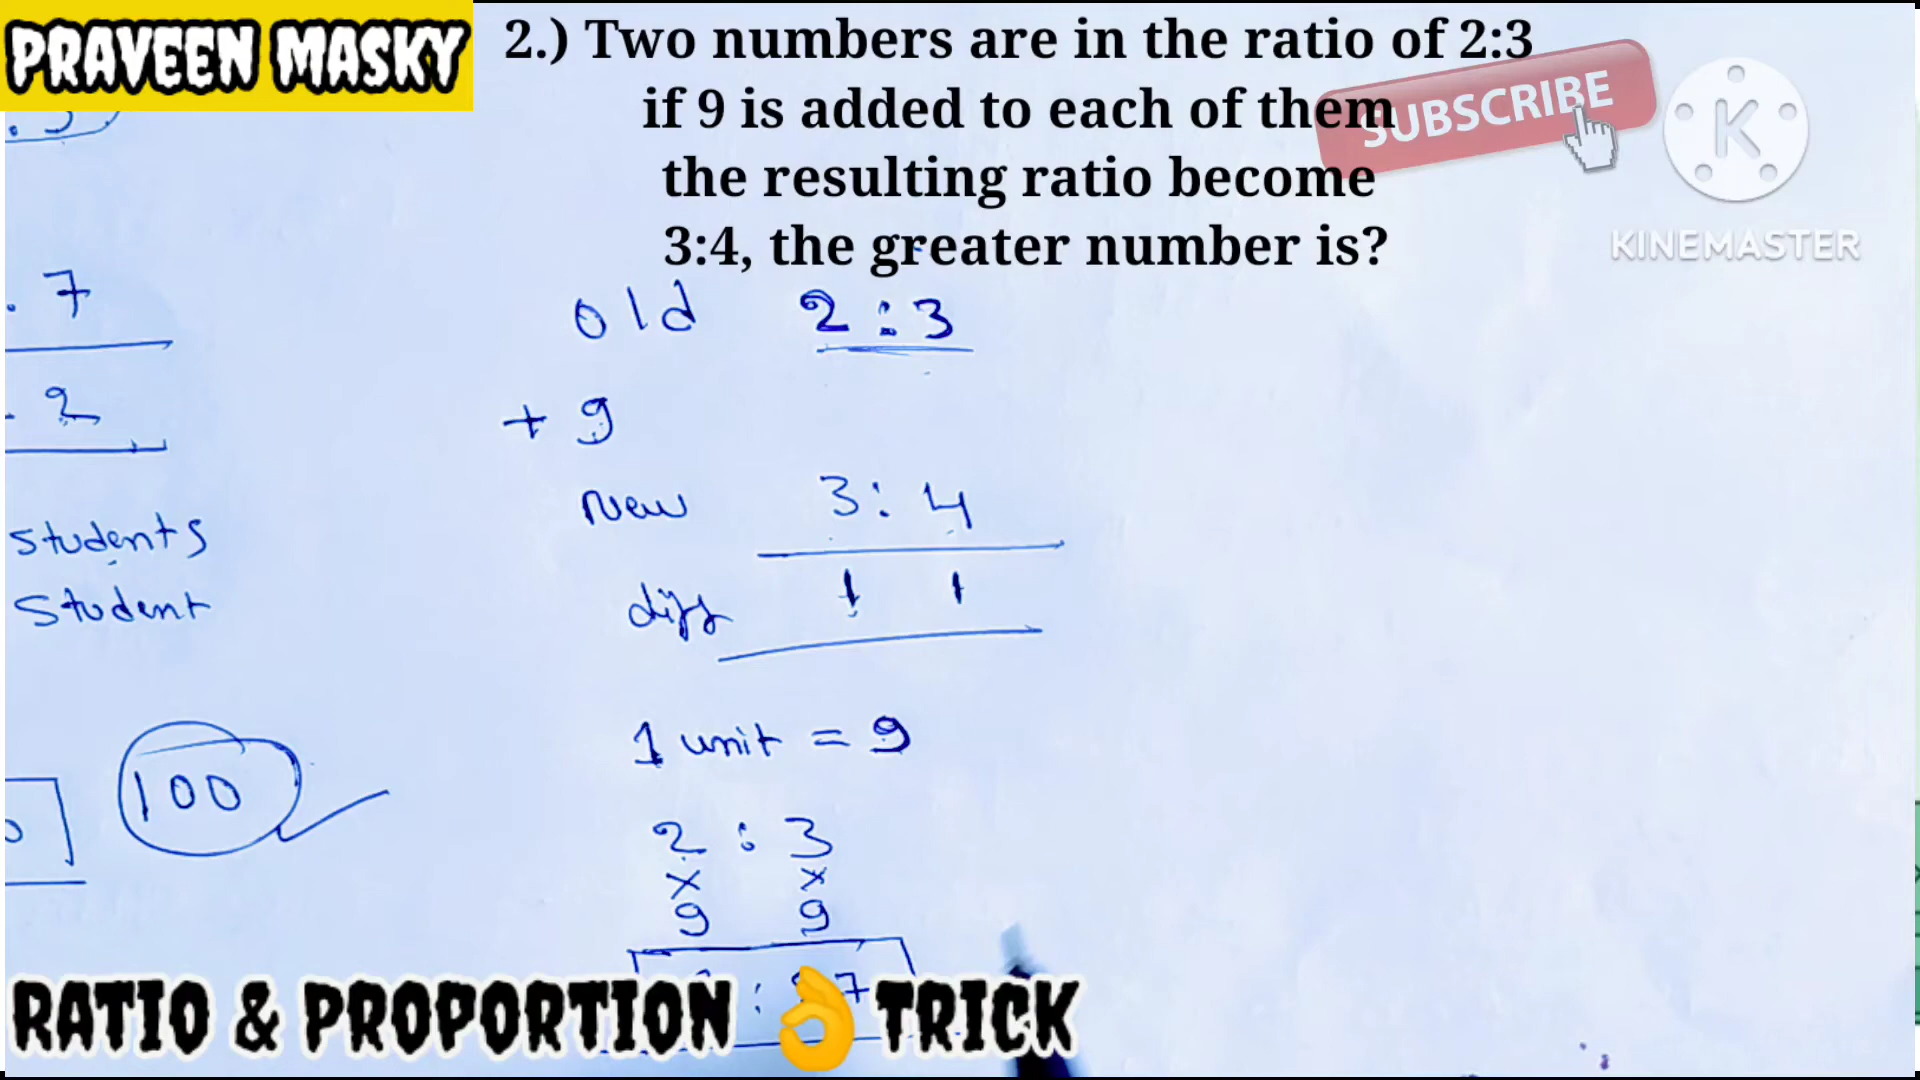 PRAVEEN MASKY
2.) Two numbers are in the ratio of 2:3
if 9 is added to each of them
the resulting ratio become
3:4, the greater number is?
SUBSCRIBE
K
KINEMASTER
. 7
2
students
student
100
old 2 : 3
+ 9
New 3 : 4
diff 1 1
1 unit = 9
2 : 3
× ×
9 9
: 7
RATIO & PROPORTION 👌 TRICK